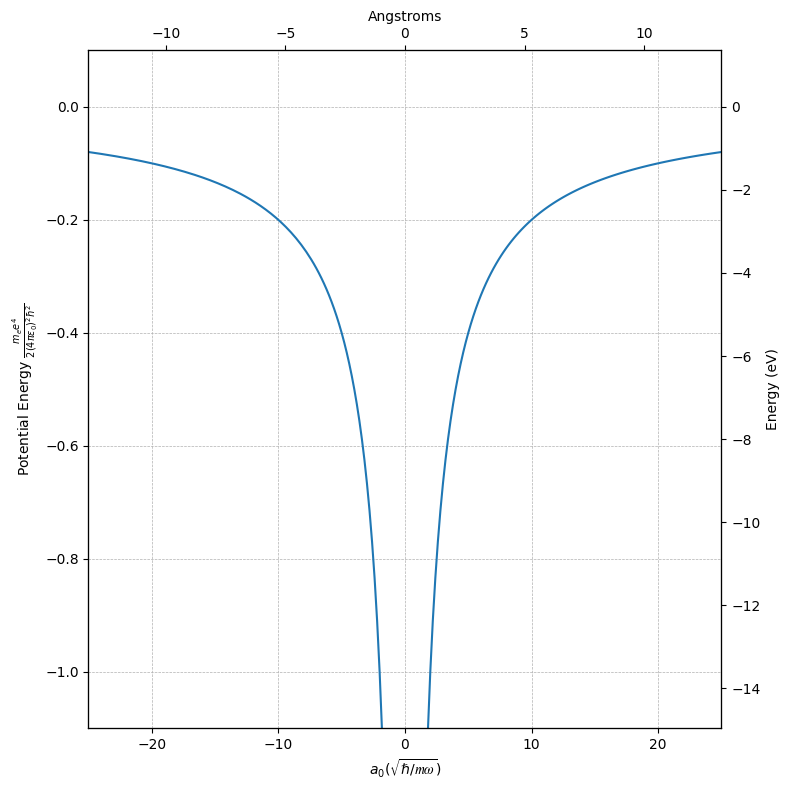 Angstroms
−10 −5 0 5 10
0.0
−0.2
−0.4
−0.6
−0.8
−1.0
Potential Energy $\frac{m_e e^4}{2(4\pi\varepsilon_0)^2\hbar^2}$
0
−2
−4
−6
−8
−10
−12
−14
Energy (eV)
−20 −10 0 10 20
$a_0(\sqrt{\hbar/m\omega})$